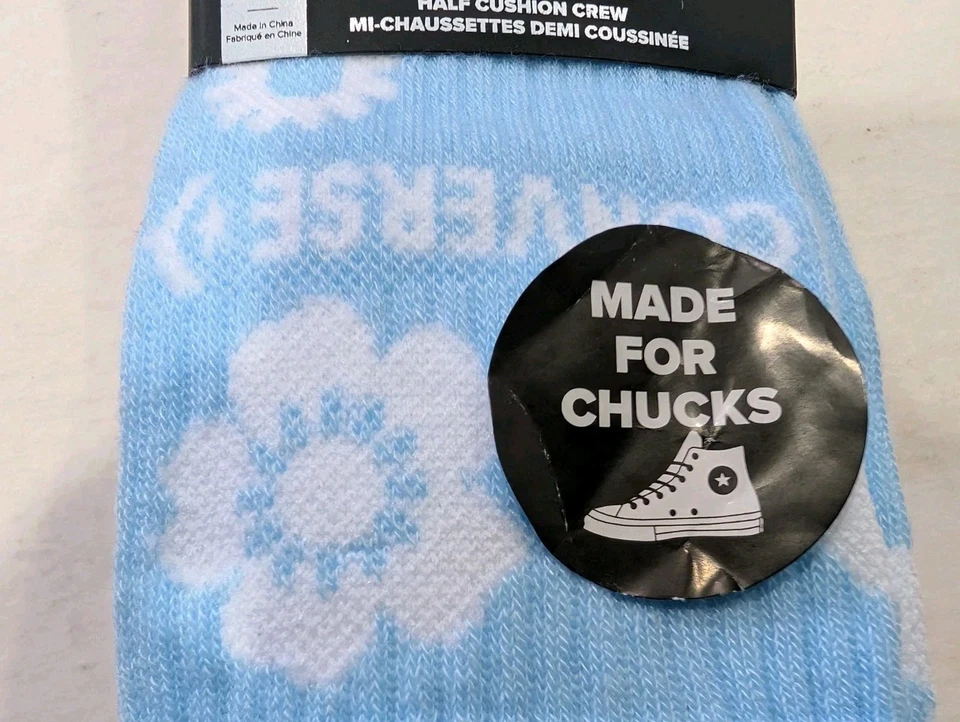 HALF CUSHION CREW
MI-CHAUSSETTES DEMI COUSSINÉE
Made in China
Fabriqué en Chine
CONVERSE
MADE
FOR
CHUCKS